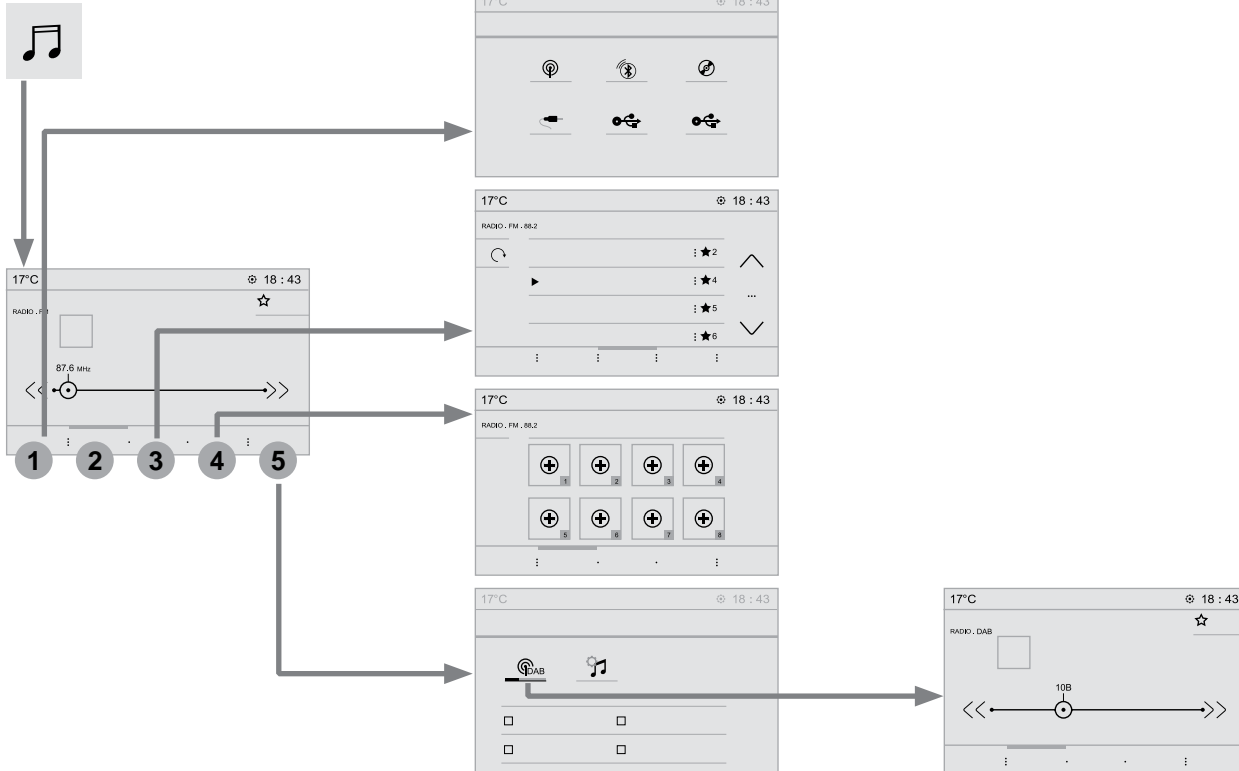 17°C 18 : 43
17°C 18 : 43
RADIO . FM . 88.2
2
4
...
5
6
17°C 18 : 43
RADIO . FM
87.6 MHz
1 2 3 4 5
17°C 18 : 43
RADIO . FM . 88.2
1 2 3 4
5 6 7 8
17°C 18 : 43
DAB
17°C 18 : 43
RADIO . DAB
10B